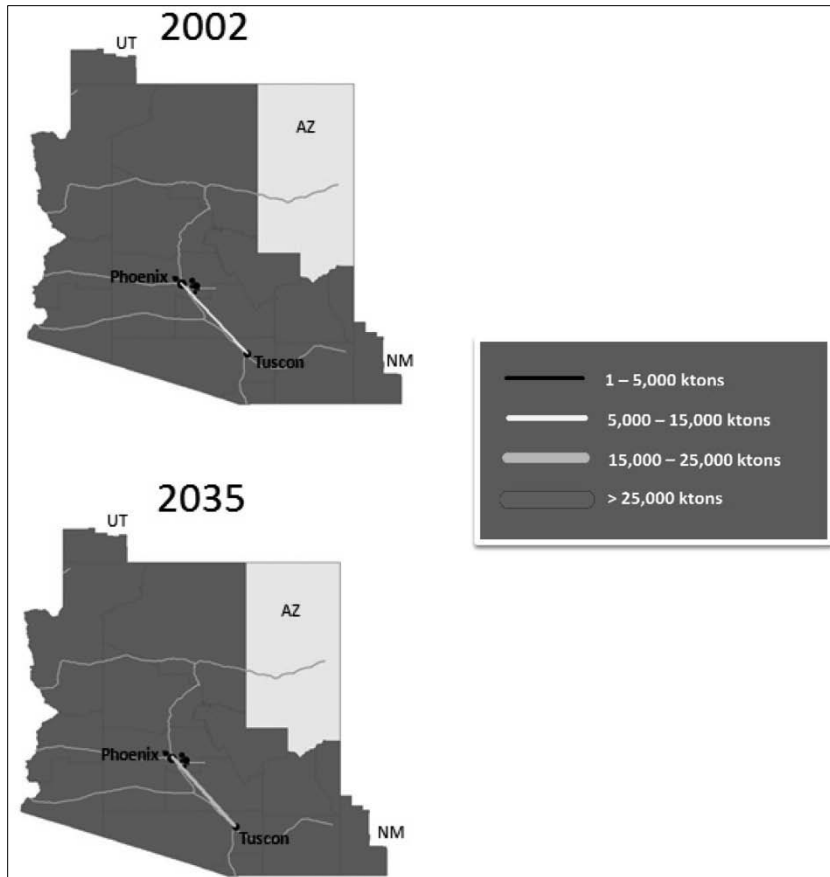 2002
UT
AZ
Phoenix
Tuscon
NM
1 – 5,000 ktons
5,000 – 15,000 ktons
15,000 – 25,000 ktons
> 25,000 ktons
2035
UT
AZ
Phoenix
Tuscon
NM